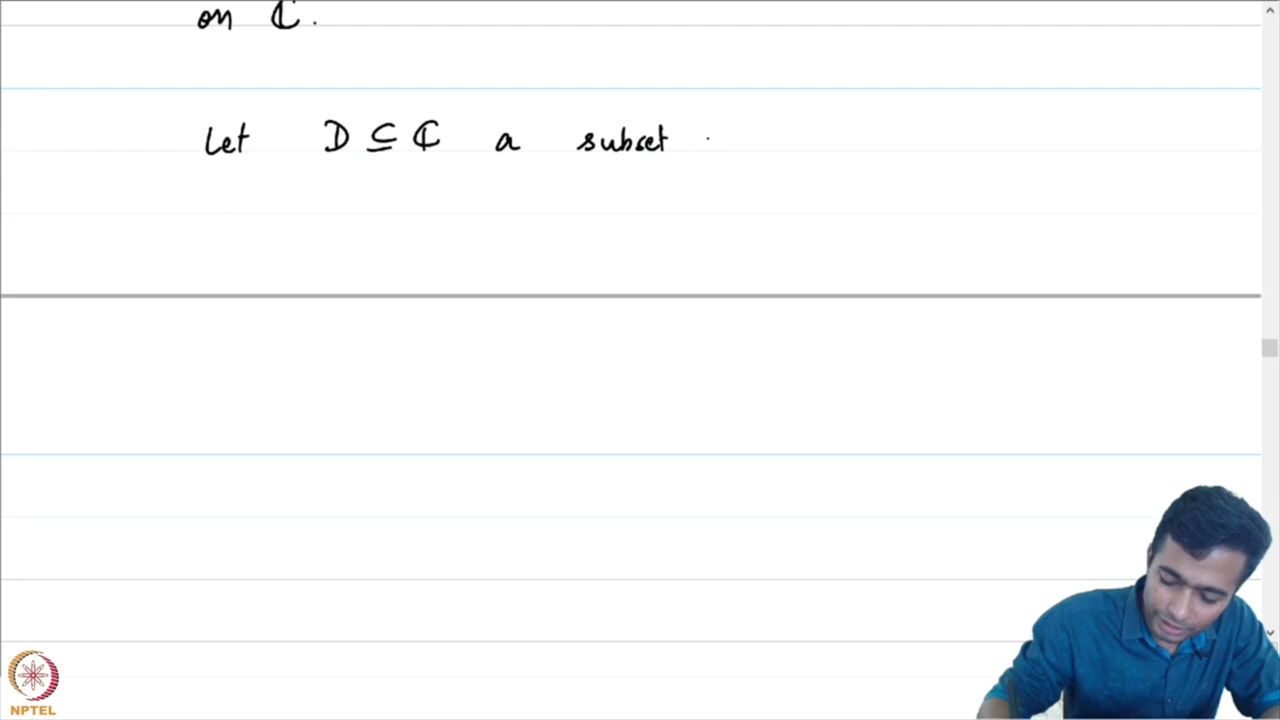 on ℂ.
Let D ⊆ ℂ a subset .
NPTEL